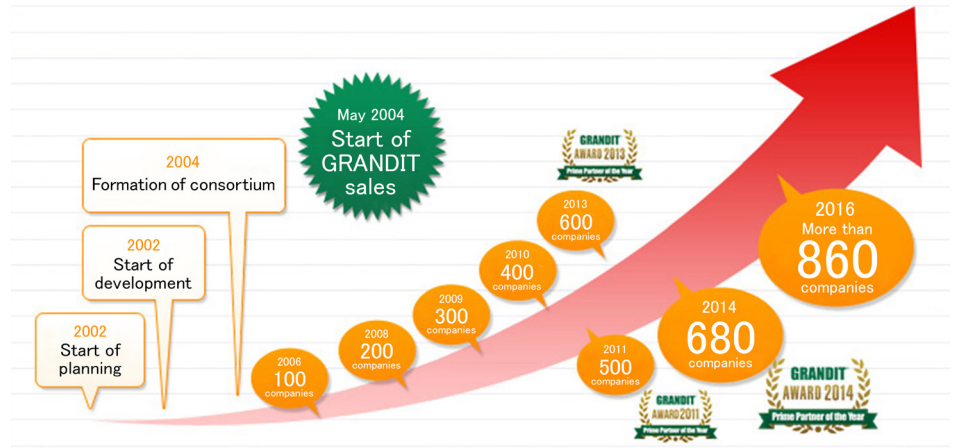 2002
Start of
planning
2002
Start of
development
2004
Formation of consortium
May 2004
Start of
GRANDIT
sales
2006
100
companies
2008
200
companies
2009
300
companies
2010
400
companies
2013
600
companies
GRANDIT
AWARD 2013
Prime Partner of the Year
2011
500
companies
GRANDIT
AWARD 2011
Prime Partner of the Year
2014
680
companies
GRANDIT
AWARD 2014
Prime Partner of the Year
2016
More than
860
companies